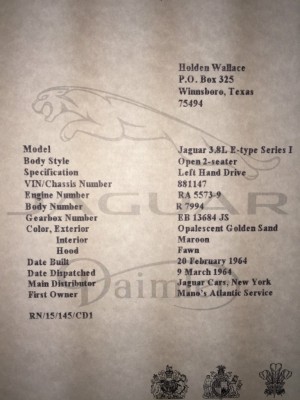 Holden Wallace
P.O. Box 325
Winnsboro, Texas
75494
Model Jaguar 3.8L E-type Series I
Body Style Open 2-seater
Specification Left Hand Drive
VIN/Chassis Number 881147
Engine Number RA 5573-9
Body Number R 7994
Gearbox Number EB 13684 JS
JAGUAR
Color, Exterior Opalescent Golden Sand
Interior Maroon
Hood Fawn
Date Built 20 February 1964
Date Dispatched 9 March 1964
Daimler
Main Distributor Jaguar Cars, New York
First Owner Mano's Atlantic Service
RN/15/145/CD1